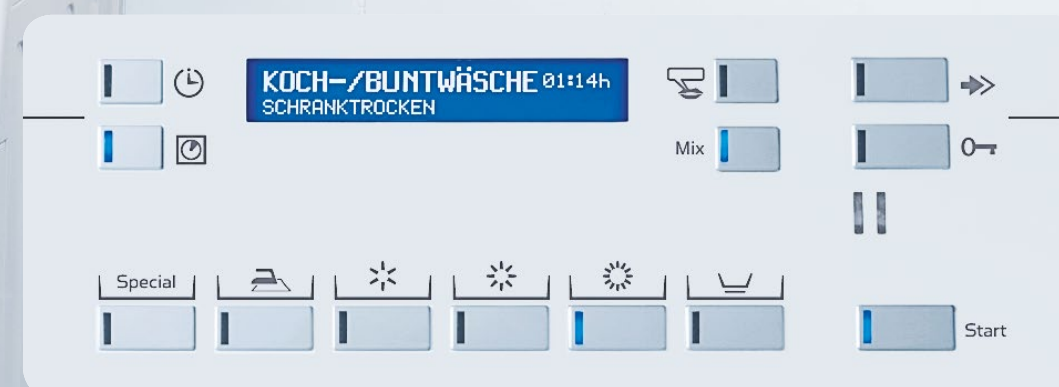 KOCH-/BUNTWÄSCHE 01:14h
SCHRANKTROCKEN
Mix
Special
Start